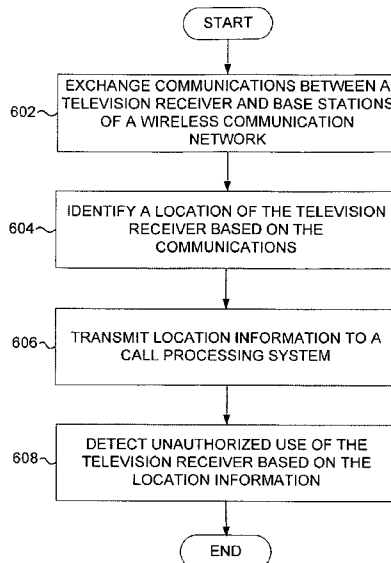 START
602
EXCHANGE COMMUNICATIONS BETWEEN A
TELEVISION RECEIVER AND BASE STATIONS
OF A WIRELESS COMMUNICATION
NETWORK
604
IDENTIFY A LOCATION OF THE TELEVISION
RECEIVER BASED ON THE
COMMUNICATIONS
606
TRANSMIT LOCATION INFORMATION TO A
CALL PROCESSING SYSTEM
608
DETECT UNAUTHORIZED USE OF THE
TELEVISION RECEIVER BASED ON THE
LOCATION INFORMATION
END